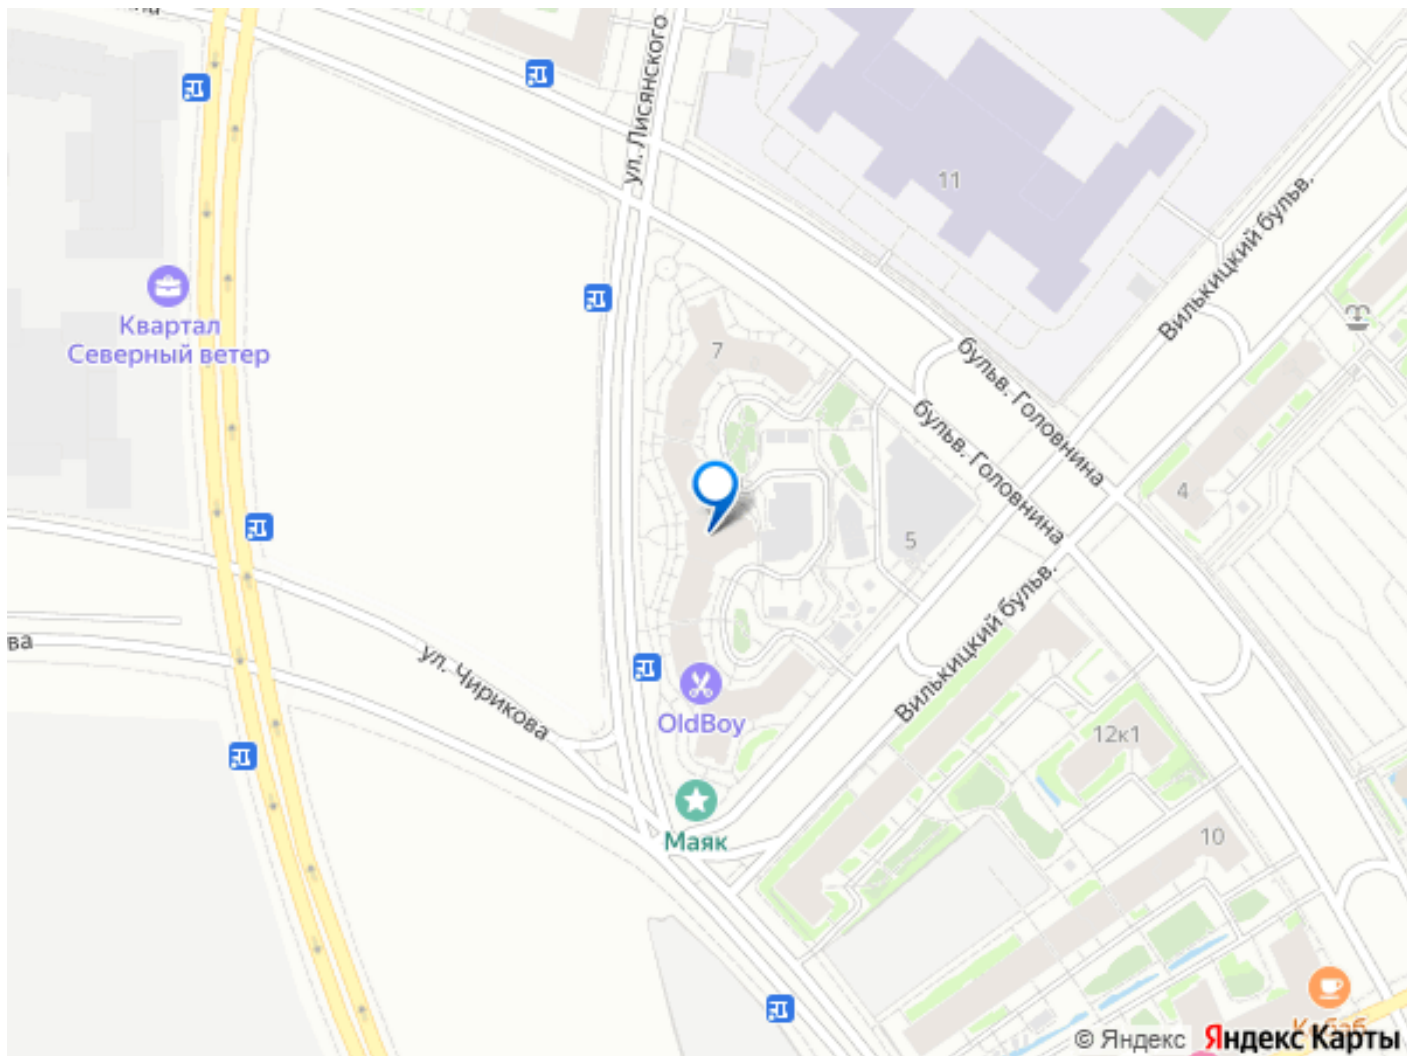 ул. Лисянского
11
Вилькицкий бульв.
Квартал
Северный ветер
7
бульв. Головнина
бульв. Головнина
4
5
ва
ул. Чирикова
Вилькицкий бульв.
OldBoy
12к1
Маяк
10
© Яндекс Яндекс Карты